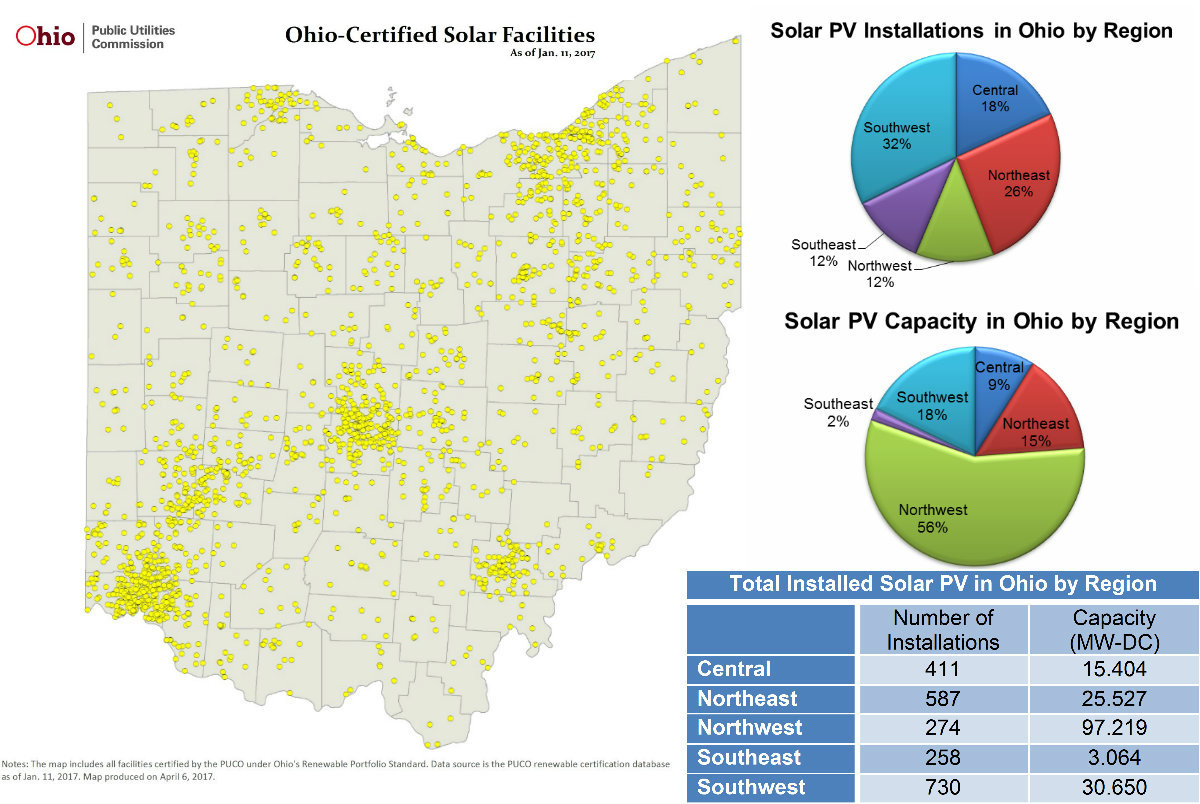 Ohio
Public Utilities
Commission
Ohio-Certified Solar Facilities
As of Jan. 11, 2017
Solar PV Installations in Ohio by Region
Central
18%
Southwest
32%
Northeast
26%
Southeast
12%
Northwest
12%
Solar PV Capacity in Ohio by Region
Central
9%
Southwest
18%
Southeast
2%
Northeast
15%
Northwest
56%
Total Installed Solar PV in Ohio by Region
Number of Installations Capacity (MW-DC)
Central 411 15.404
Northeast 587 25.527
Northwest 274 97.219
Southeast 258 3.064
Southwest 730 30.650
Notes: The map includes all facilities certified by the PUCO under Ohio's Renewable Portfolio Standard. Data source is the PUCO renewable certification database
as of Jan. 11, 2017. Map produced on April 6, 2017.